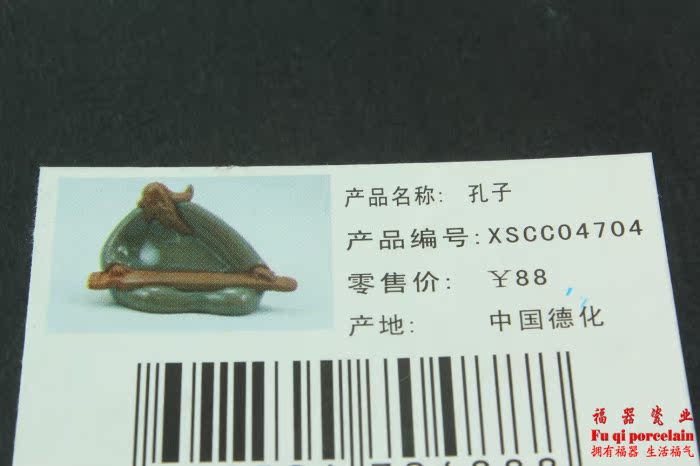 产品名称: 孔子
产品编号:XSCC04704
零售价: ￥88
产地: 中国德化
福器瓷业
Fu qi porcelain
拥有福器 生活福气